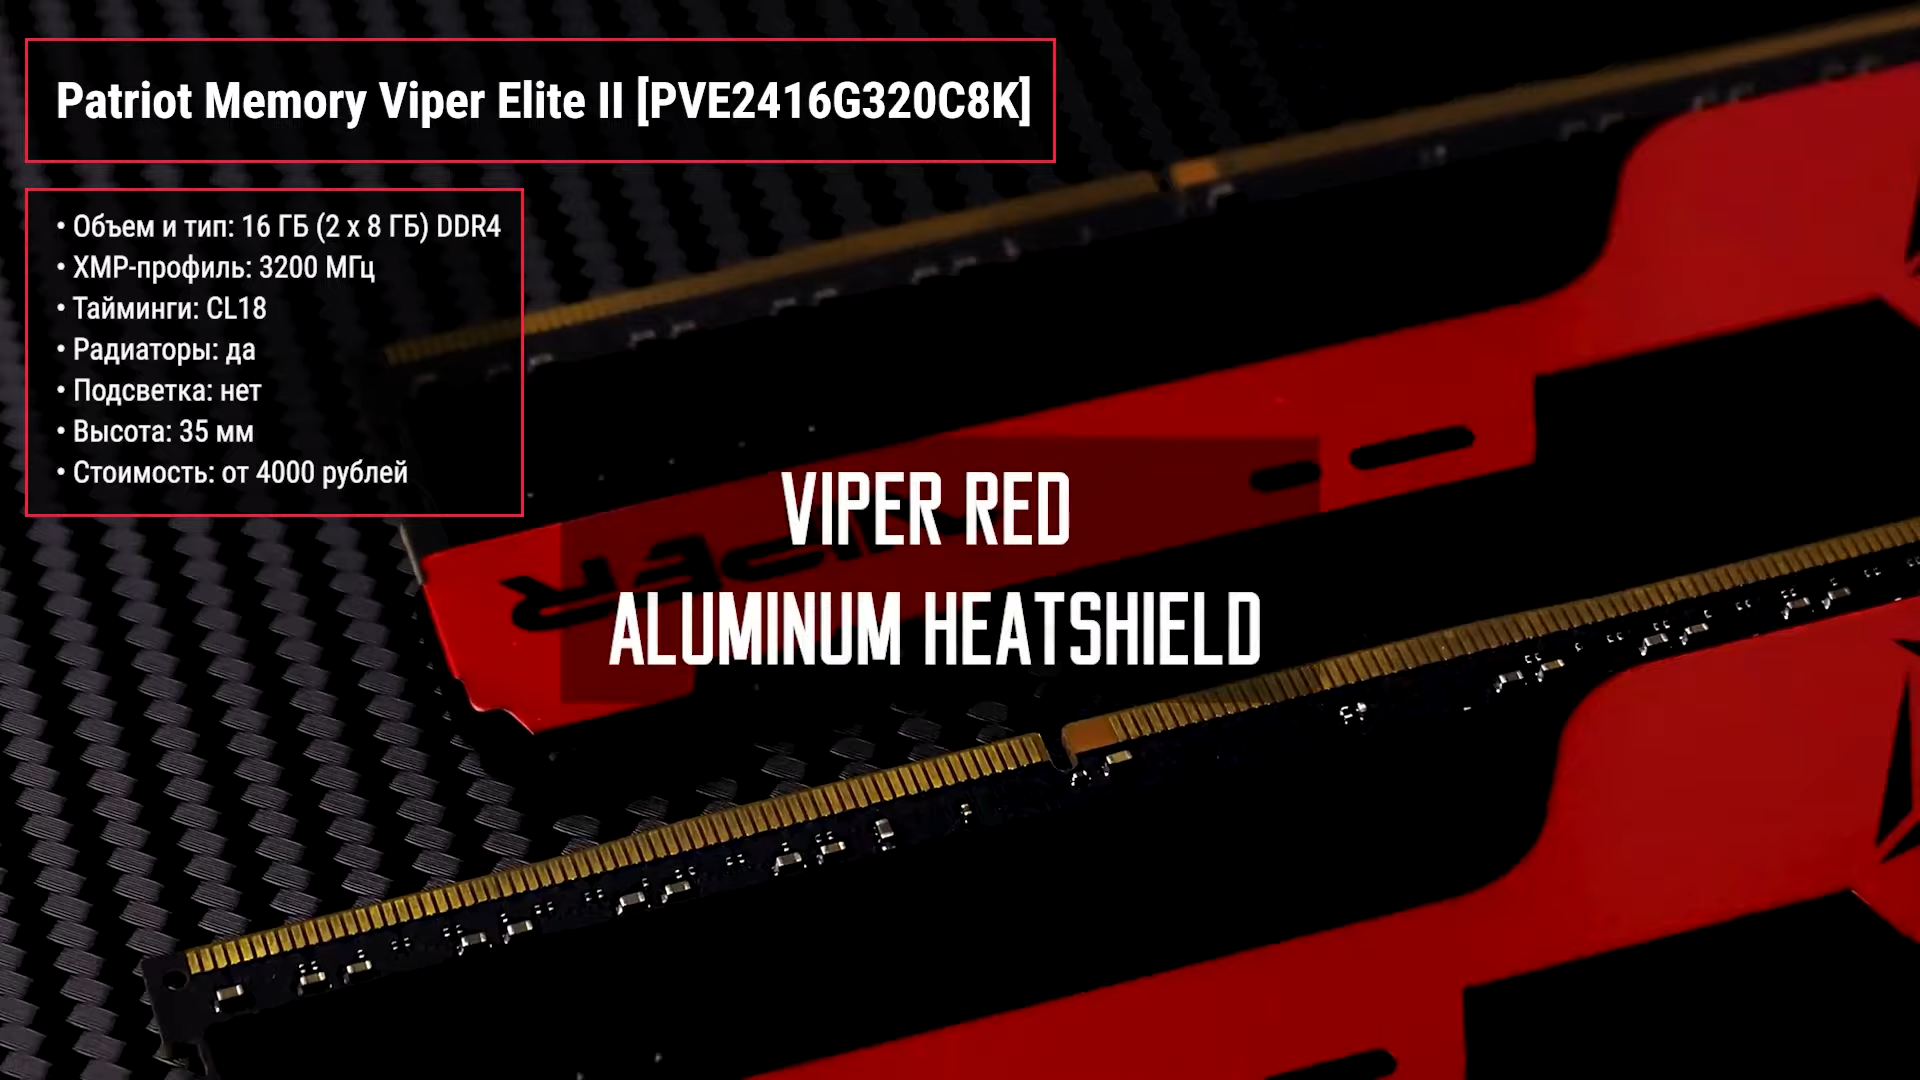 Patriot Memory Viper Elite II [PVE2416G320C8K]
• Объем и тип: 16 ГБ (2 x 8 ГБ) DDR4
• XMP-профиль: 3200 МГц
• Тайминги: CL18
• Радиаторы: да
• Подсветка: нет
• Высота: 35 мм
• Стоимость: от 4000 рублей
VIPER RED
ALUMINUM HEATSHIELD
VIPER